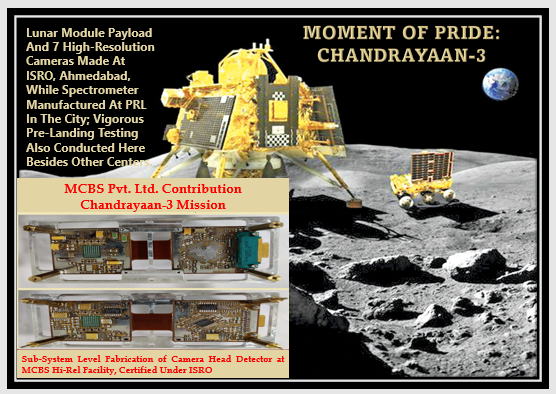 Lunar Module Payload
And 7 High-Resolution
Cameras Made At
ISRO, Ahmedabad,
While Spectrometer
Manufactured At PRL
In The City; Vigorous
Pre-Landing Testing
Also Conducted Here
Besides Other
MOMENT OF PRIDE:
CHANDRAYAAN-3
MCBS Pvt. Ltd. Contribution
Chandrayaan-3 Mission
Sub-System Level Fabrication of Camera Head Detector at
MCBS Hi-Rel Facility, Certified Under ISRO